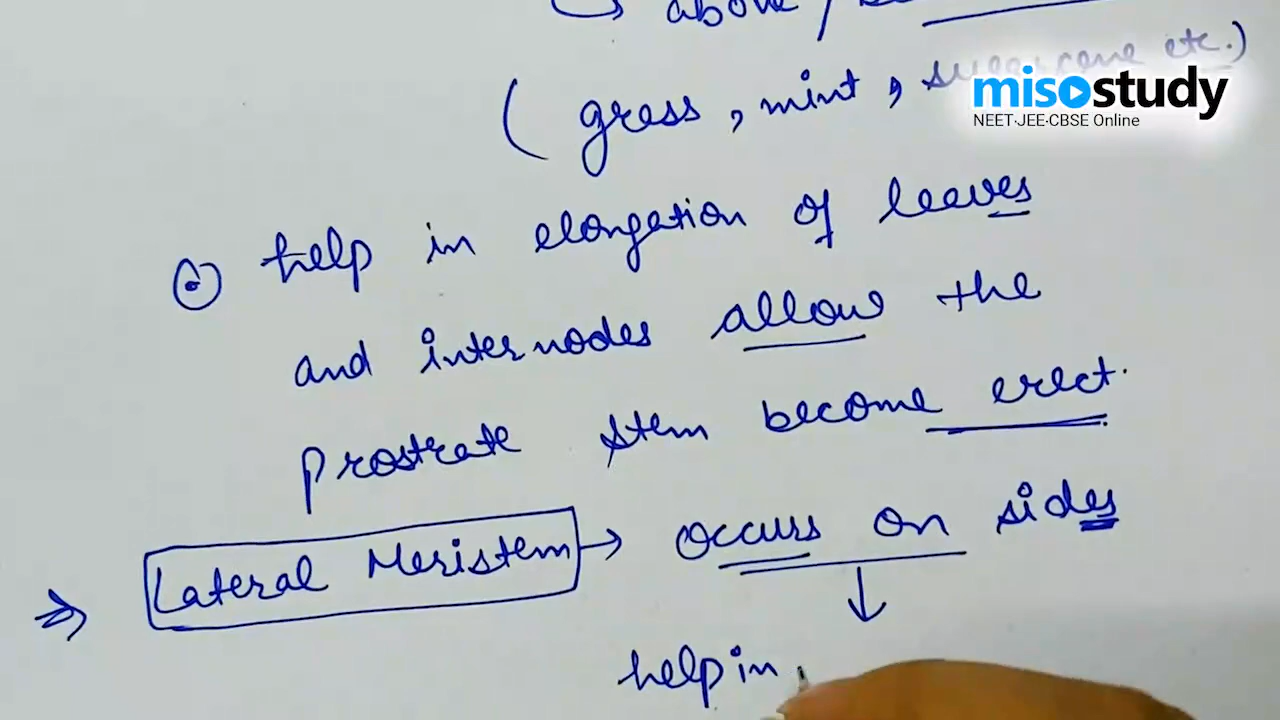 above /
( grass , mint , sugarcane etc.)
misostudy
NEET-JEE-CBSE Online
help in elongation of leaves
and internodes allow the
prostrate stem become erect.
⇒ Lateral Meristem → occurs on sides
↓
help in